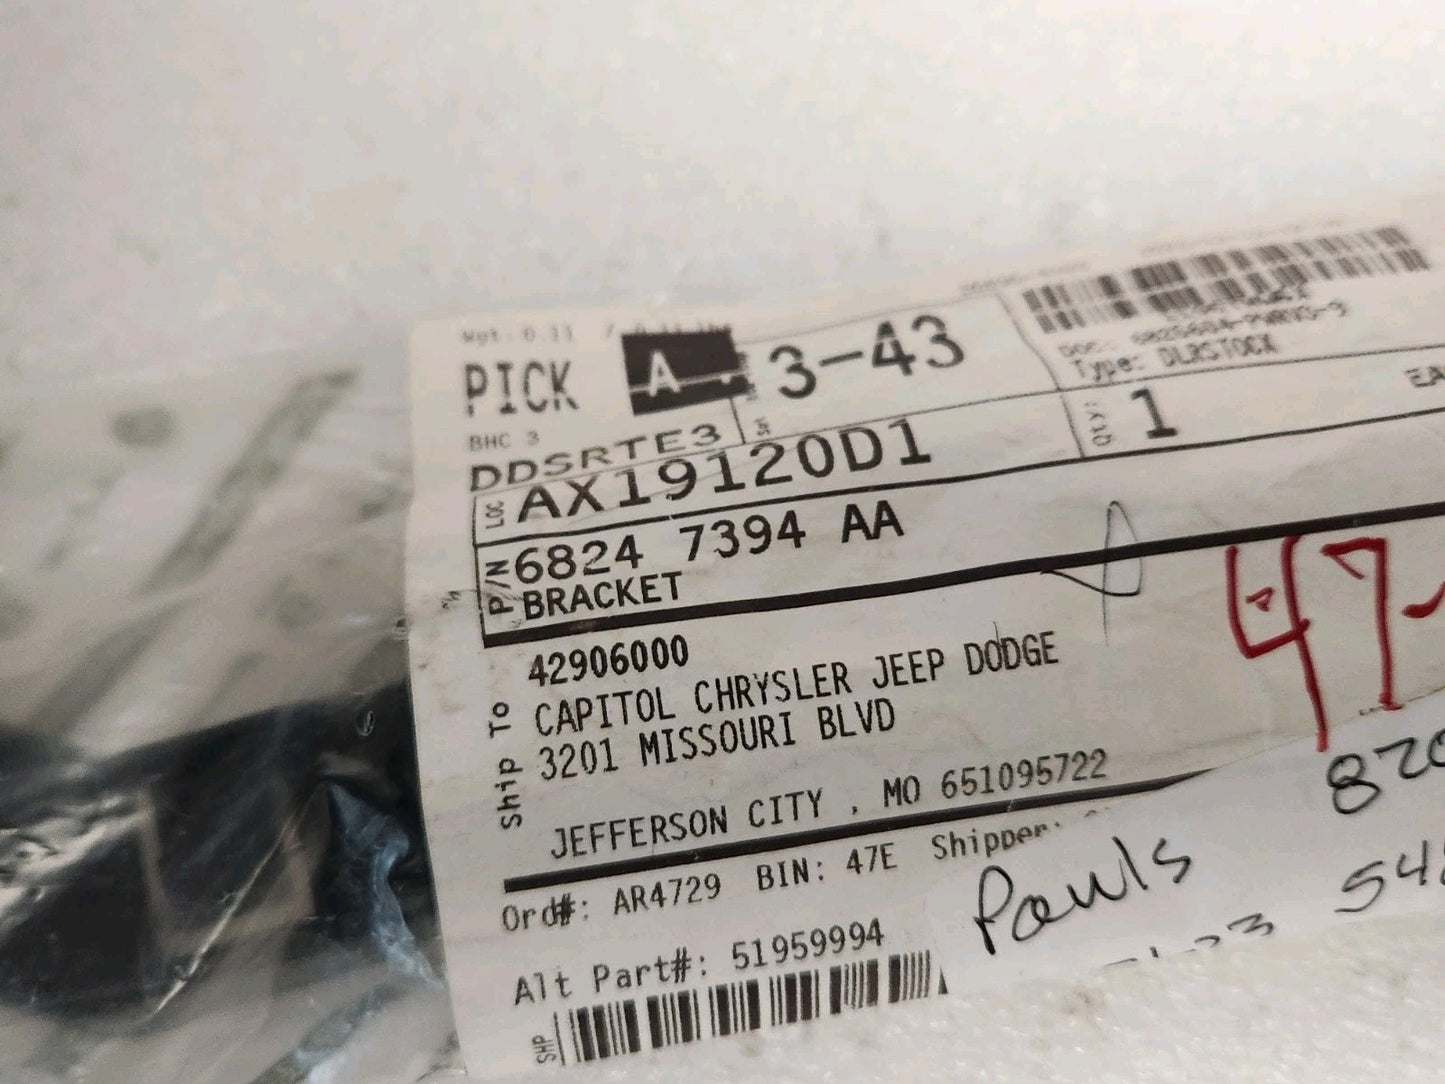 Wgt: 0.11
PICK A 3-43
Type: DLRSTOCK
BHC 3
DDSRTE3
LOC AX19120D1 1 EA
P/N 6824 7394 AA
BRACKET
47-
Ship To
42906000
CAPITOL CHRYSLER JEEP DODGE
3201 MISSOURI BLVD
JEFFERSON CITY , MO 651095722
Ord#: AR4729 BIN: 47E Shipper:
Pauls
Alt Part#: 51959994
SHP